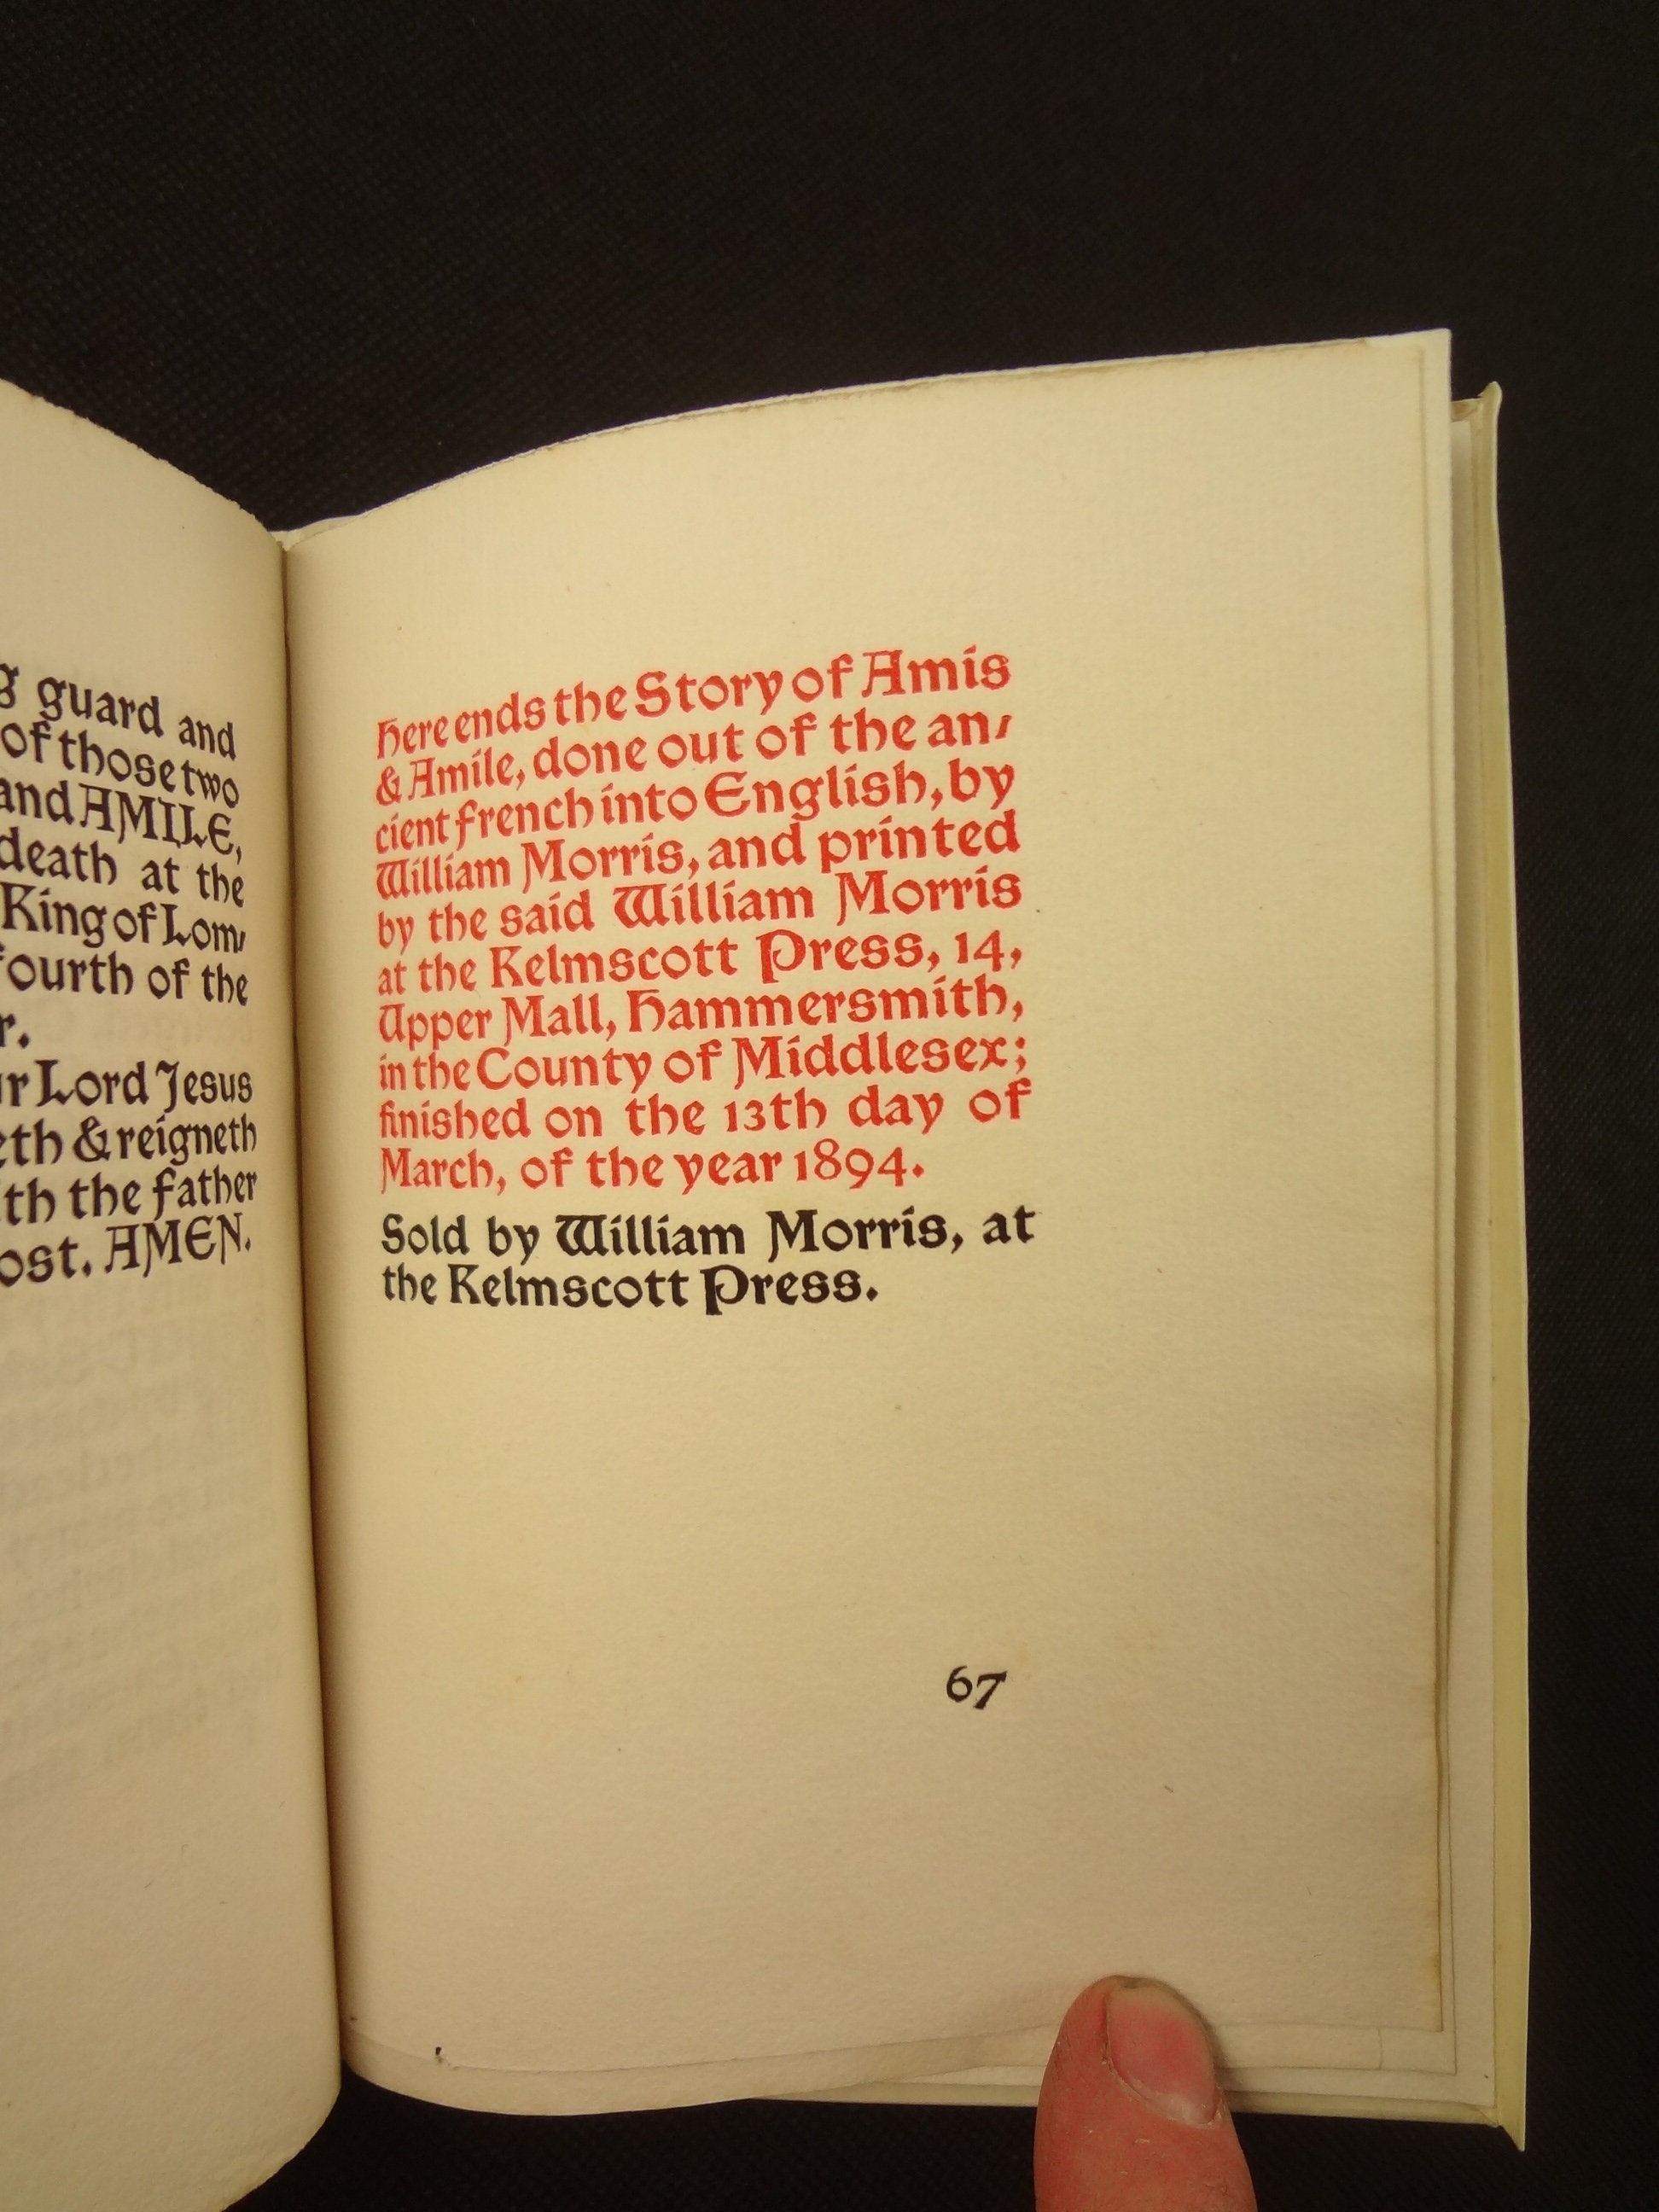 guard and
of those two
and AMILE,
death at the
King of Lom,
fourth of the
Lord Jesus
& reigneth
the father
AMEN.
Here ends the Story of Amis
& Amile, done out of the an,
cient french into English, by
William Morris, and printed
by the said William Morris
at the Kelmscott Press, 14,
Upper Mall, Hammersmith,
in the County of Middlesex;
finished on the 13th day of
March, of the year 1894.
Sold by William Morris, at
the Kelmscott Press.
67